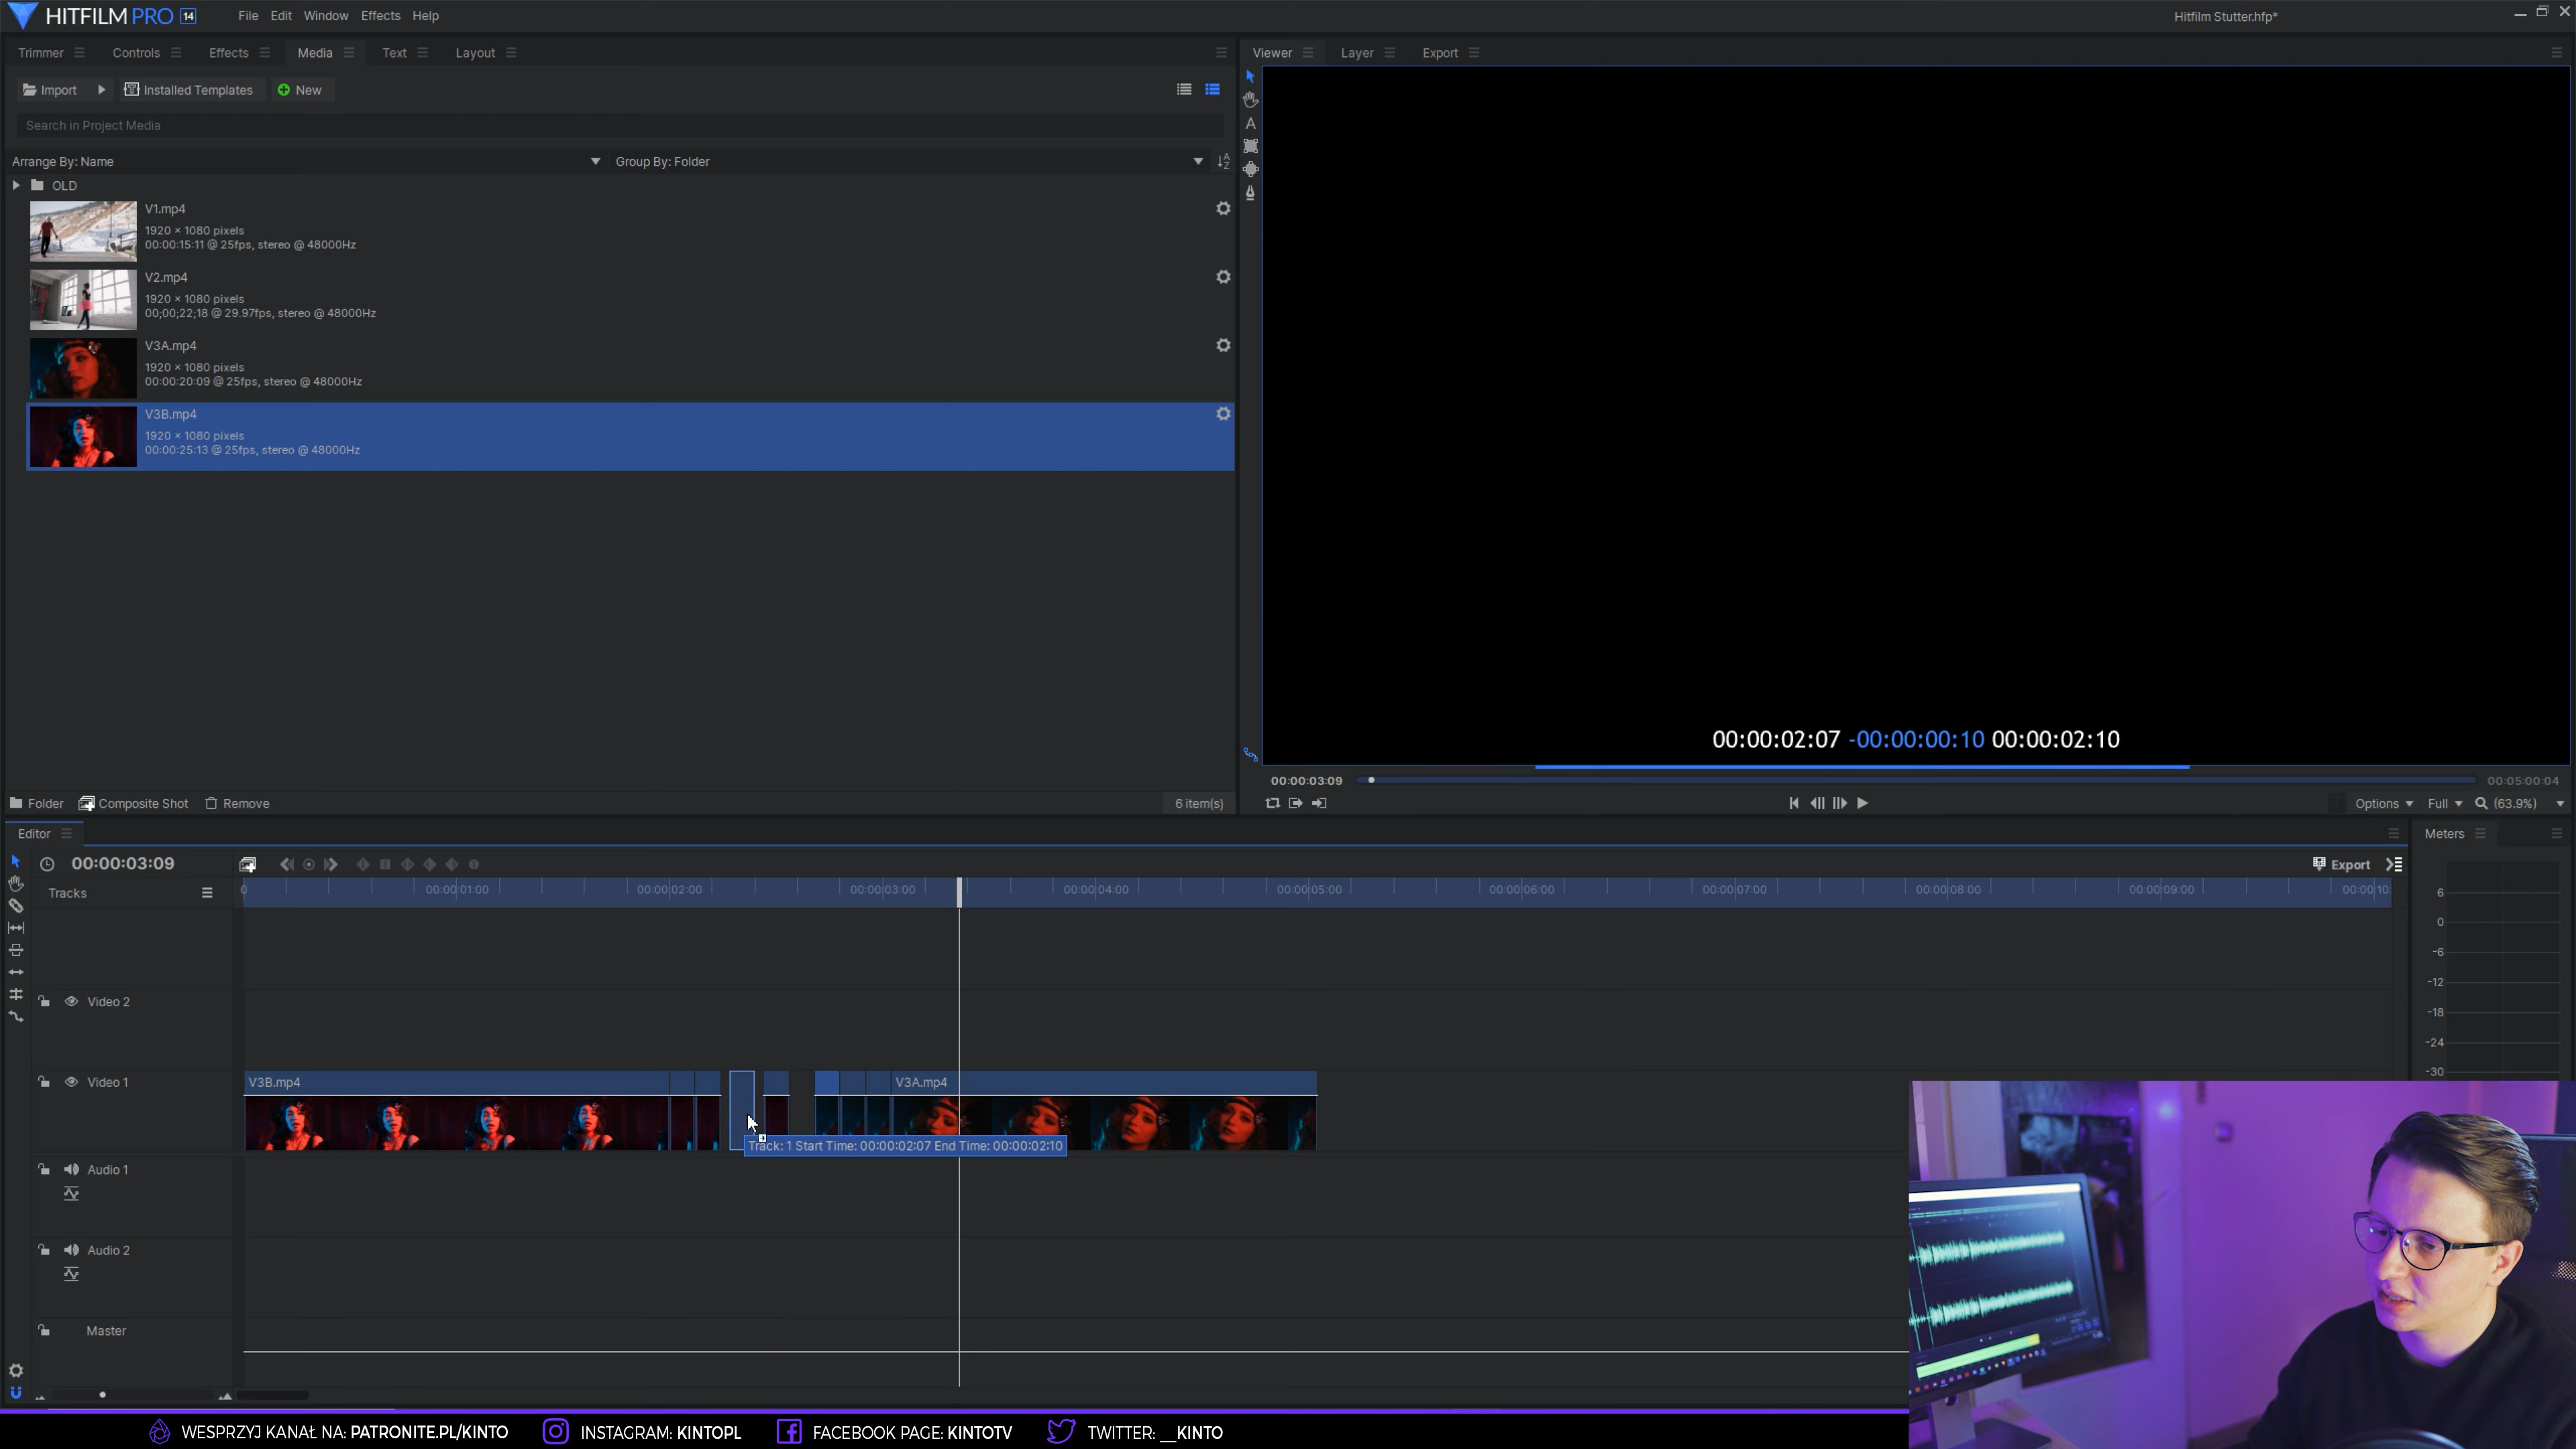 HITFILM PRO 14 File Edit Window Effects Help Hitfilm Stutter.hfp*
Trimmer Controls Effects Media Text Layout
Import Installed Templates New
Search in Project Media
Arrange By: Name Group By: Folder
OLD
V1.mp4
1920 × 1080 pixels
00:00:15:11 @ 25fps, stereo @ 48000Hz
V2.mp4
1920 × 1080 pixels
00;00;22;18 @ 29.97fps, stereo @ 48000Hz
V3A.mp4
1920 × 1080 pixels
00:00:20:09 @ 25fps, stereo @ 48000Hz
V3B.mp4
1920 × 1080 pixels
00:00:25:13 @ 25fps, stereo @ 48000Hz
Folder Composite Shot Remove 6 item(s)
Viewer Layer Export
00:00:02:07 -00:00:00:10 00:00:02:10
00:00:03:09 00:05:00:04
Options Full (63.9%)
Editor
00:00:03:09 Export
Tracks 0 00:00:01:00 00:00:02:00 00:00:03:00 00:00:04:00 00:00:05:00 00:00:06:00 00:00:07:00 00:00:08:00 00:00:09:00 00:00:10:
Video 2
Video 1 V3B.mp4 V3A.mp4
Track: 1 Start Time: 00:00:02:07 End Time: 00:00:02:10
Audio 1
Audio 2
Master
Meters
6
0
-6
-12
-18
-24
-30
WESPRZYJ KANAŁ NA: PATRONITE.PL/KINTO INSTAGRAM: KINTOPL FACEBOOK PAGE: KINTOTV TWITTER: __KINTO